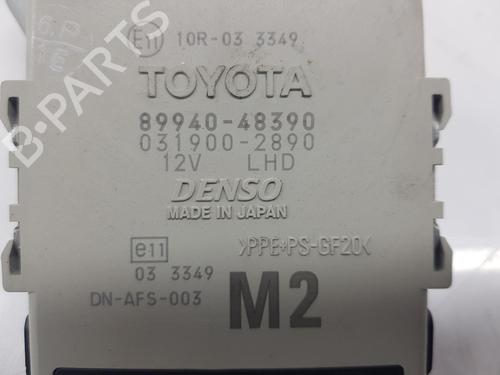 E11 10R-03 3349
TOYOTA
89940-48390
031900-2890
12V LHD
DENSO
MADE IN JAPAN
e11 >PPE+PS-GF20<
03 3349
DN-AFS-003 M2
B-PARTS